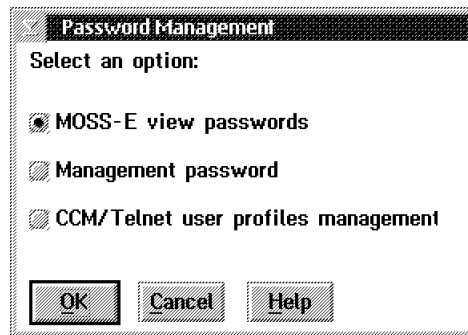 Password Management
Select an option:
MOSS-E view passwords
Management password
CCM/Telnet user profiles management
OK
Cancel
Help